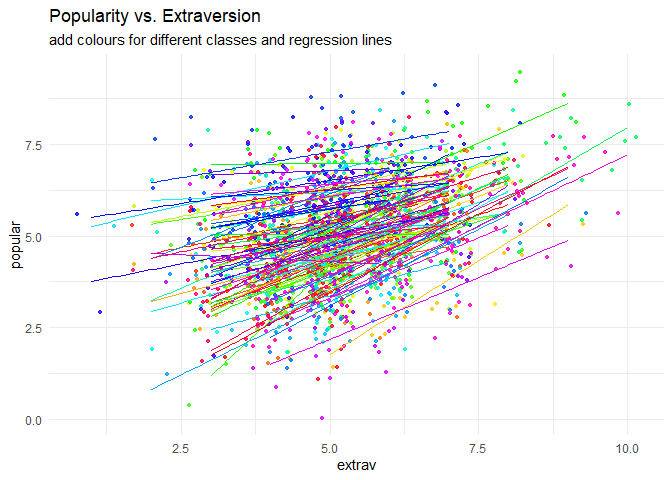 Popularity vs. Extraversion
add colours for different classes and regression lines
popular
7.5
5.0
2.5
0.0
2.5 5.0 7.5 10.0
extrav